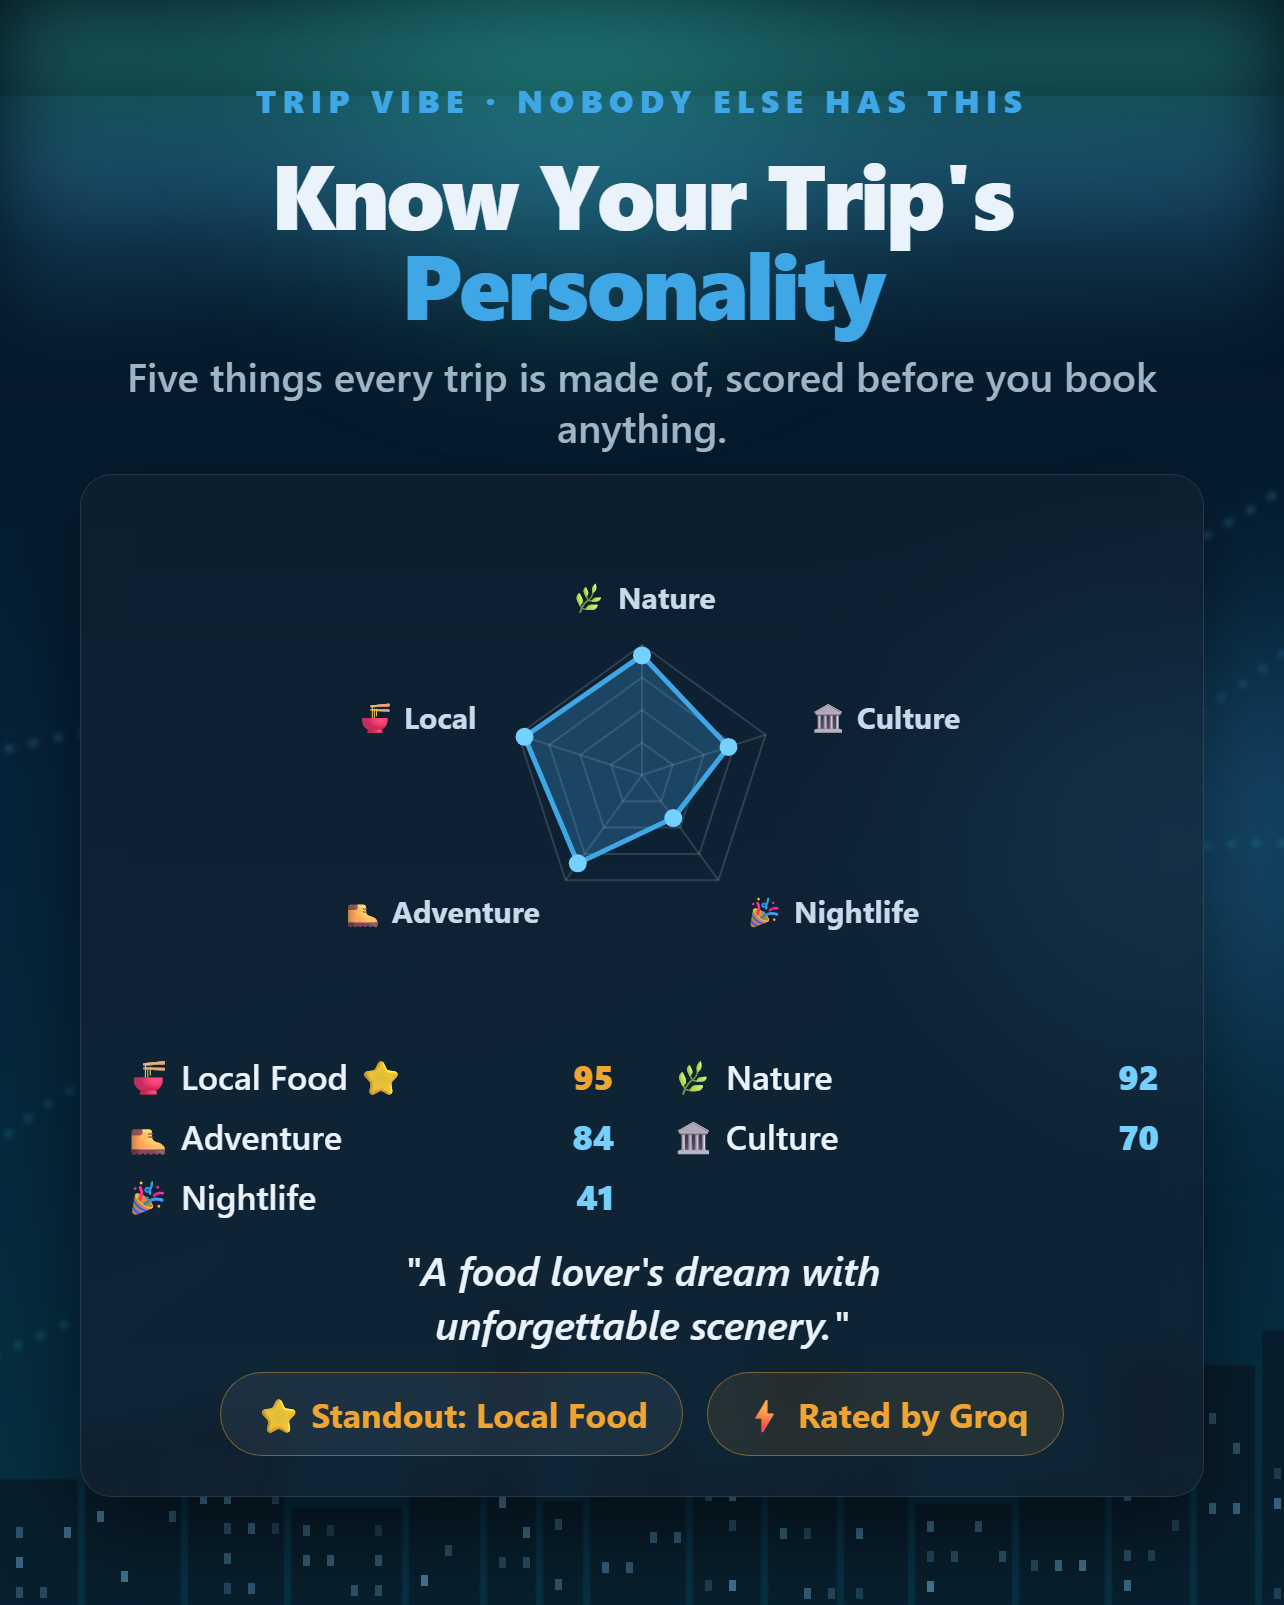 TRIP VIBE · NOBODY ELSE HAS THIS
Know Your Trip's
Personality
Five things every trip is made of, scored before you book
anything.
Nature
Local
Culture
Adventure
Nightlife
Local Food 95
Nature 92
Adventure 84
Culture 70
Nightlife 41
"A food lover's dream with
unforgettable scenery."
Standout: Local Food
Rated by Groq